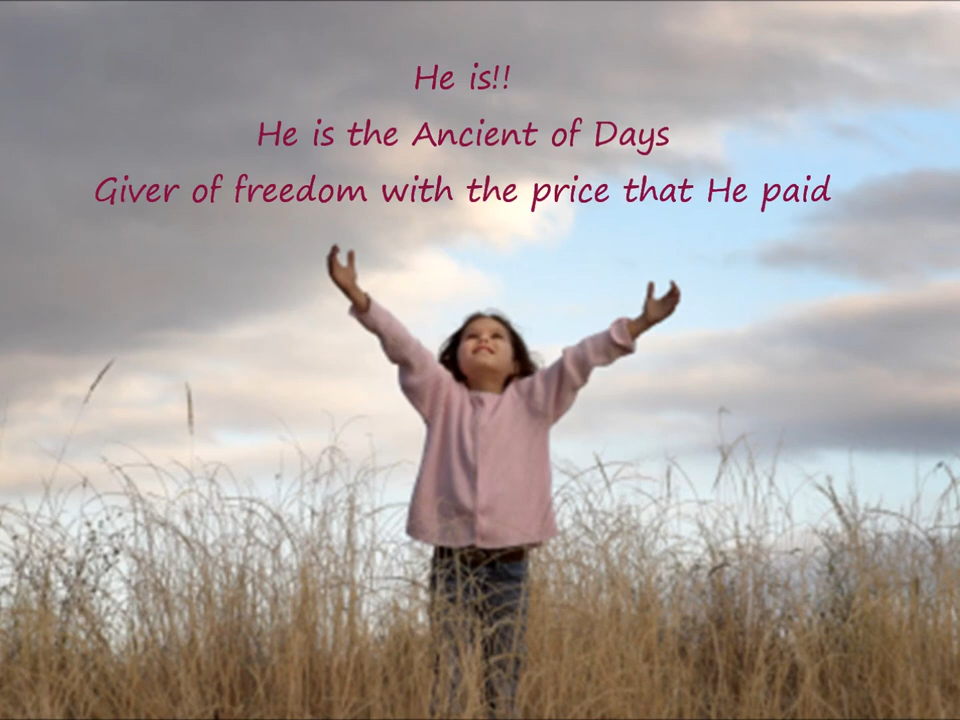 He is!!
He is the Ancient of Days
Giver of freedom with the price that He paid